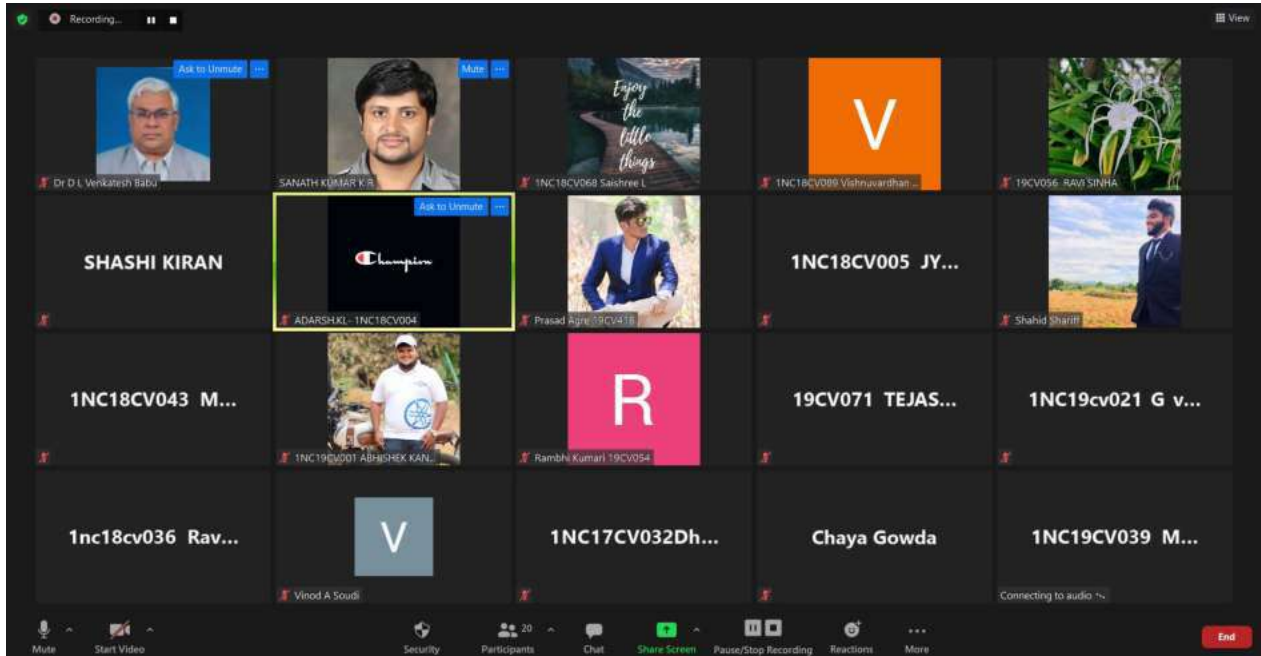 Recording...
View
Ask to Unmute ...
Dr D L Venkatesh Babu
Mute ...
SANATH KUMAR K R
Enjoy
the
little
things
1NC18CV068 Saishree L
V
1NC18CV089 Vishnuvardhan ...
19CV056 RAVI SINHA
SHASHI KIRAN
Ask to Unmute ...
Champion
ADARSH.KL- 1NC18CV004
Prasad Agre 19CV418
1NC18CV005 JY...
Shahid Shariff
1NC18CV043 M...
1NC19CV001 ABHISHEK KAN...
R
Rambhi Kumari 19CV054
19CV071 TEJAS...
1NC19cv021 G v...
1nc18cv036 Rav...
V
Vinod A Soudi
1NC17CV032Dh...
Chaya Gowda
1NC19CV039 M...
Connecting to audio
Mute
Start Video
Security
20
Participants
Chat
Share Screen
Pause/Stop Recording
Reactions
More
End